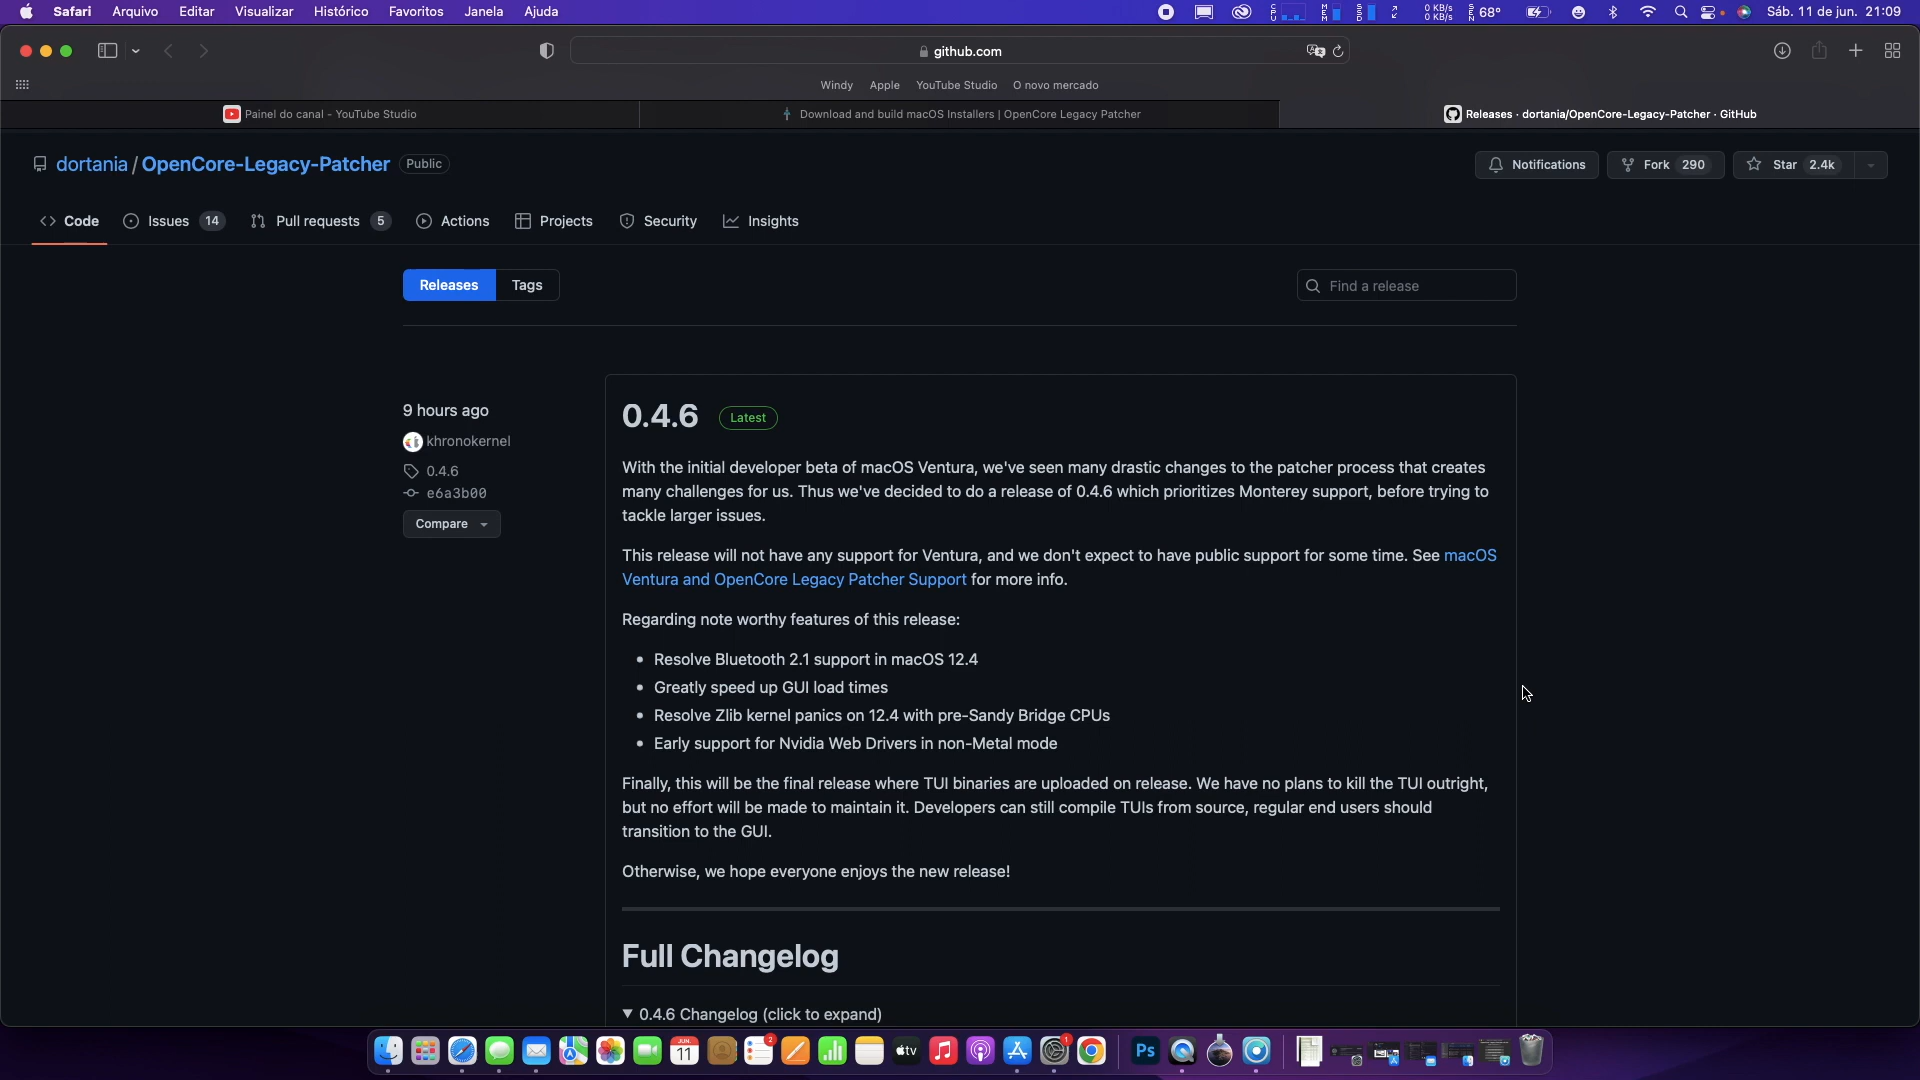 Safari Arquivo Editar Visualizar Histórico Favoritos Janela Ajuda
0 KB/s
0 KB/s
68° Sáb. 11 de jun. 21:09
github.com
Windy Apple YouTube Studio O novo mercado
Painel do canal - YouTube Studio
Download and build macOS Installers | OpenCore Legacy Patcher
Releases · dortania/OpenCore-Legacy-Patcher · GitHub
dortania / OpenCore-Legacy-Patcher Public
Notifications Fork 290 Star 2.4k
Code Issues 14 Pull requests 5 Actions Projects Security Insights
Releases Tags
Find a release
9 hours ago
khronokernel
0.4.6
e6a3b00
Compare
0.4.6 Latest
With the initial developer beta of macOS Ventura, we've seen many drastic changes to the patcher process that creates
many challenges for us. Thus we've decided to do a release of 0.4.6 which prioritizes Monterey support, before trying to
tackle larger issues.
This release will not have any support for Ventura, and we don't expect to have public support for some time. See macOS
Ventura and OpenCore Legacy Patcher Support for more info.
Regarding note worthy features of this release:
• Resolve Bluetooth 2.1 support in macOS 12.4
• Greatly speed up GUI load times
• Resolve Zlib kernel panics on 12.4 with pre-Sandy Bridge CPUs
• Early support for Nvidia Web Drivers in non-Metal mode
Finally, this will be the final release where TUI binaries are uploaded on release. We have no plans to kill the TUI outright,
but no effort will be made to maintain it. Developers can still compile TUIs from source, regular end users should
transition to the GUI.
Otherwise, we hope everyone enjoys the new release!
Full Changelog
▼ 0.4.6 Changelog (click to expand)
JUN.
11
2
tv
1
Ps